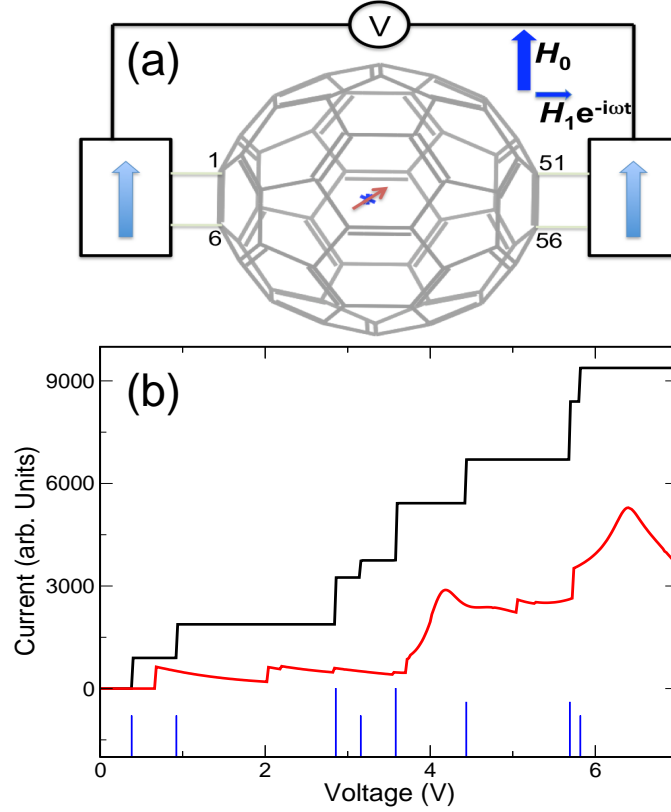 V
(a)
H0
H1e-iωt
1
51
6
56
(b)
9000
6000
3000
0
Current (arb. Units)
0
2
4
6
Voltage (V)